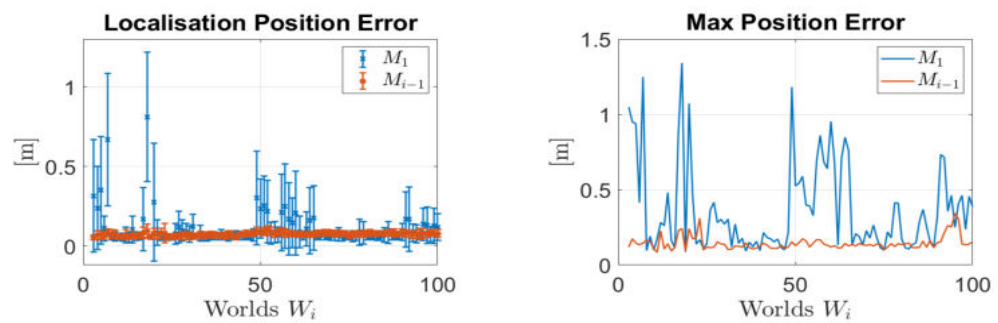 Localisation Position Error
1
0.5
0
[m]
M₁
Mᵢ₋₁
0
50
100
Worlds Wᵢ
Max Position Error
1.5
1
0.5
0
[m]
M₁
Mᵢ₋₁
0
50
100
Worlds Wᵢ